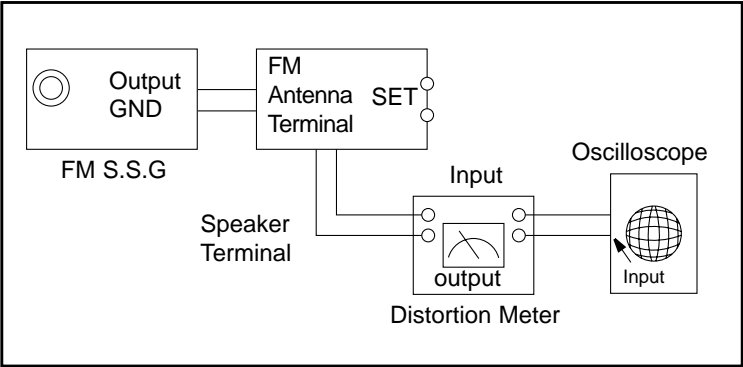 Output
GND
FM S.S.G
FM
Antenna
Terminal
SET
Speaker
Terminal
Input
output
Distortion Meter
Oscilloscope
Input